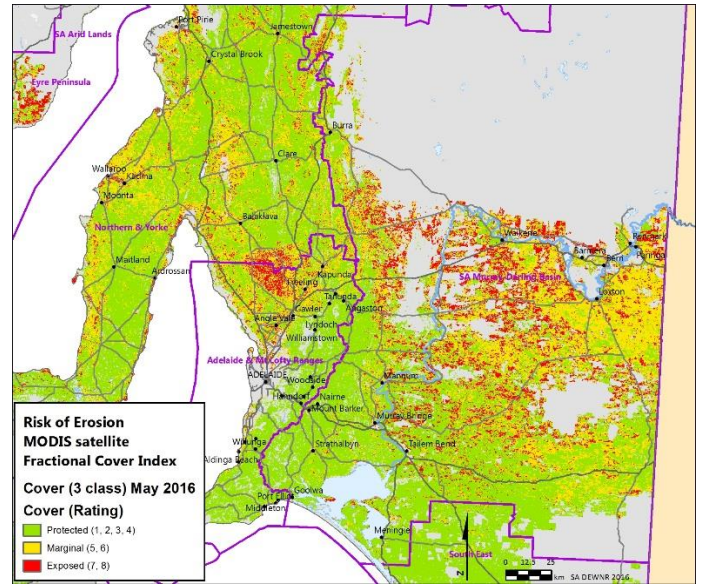 Port Pirie
Jamestown
SA Arid Lands
Crystal Brook
Eyre Peninsula
Burra
Clare
Wallaroo
Kadina
Moonta
Balaklava
Northern & Yorke
Waikerie
Barmera
Renmark
Berri
Paringa
Maitland
Ardrossan
Kapunda
SA Murray Darling Basin
Loxton
Freeling
Tanunda
Angaston
Gawler
Angle Vale
Lyndoch
Williamstown
Adelaide & Mt Lofty Ranges
ADELAIDE
Woodside
Mannum
Hahndorf
Nairne
Mount Barker
Murray Bridge
Willunga
Strathalbyn
Tailem Bend
Aldinga Beach
Goolwa
Port Elliot
Middleton
Meningie
South East
Risk of Erosion
MODIS satellite
Fractional Cover Index
Cover (3 class) May 2016
Cover (Rating)
Protected (1, 2, 3, 4)
Marginal (5, 6)
Exposed (7, 8)
Z
0 12.5 25
km
SA DEWNR 2016